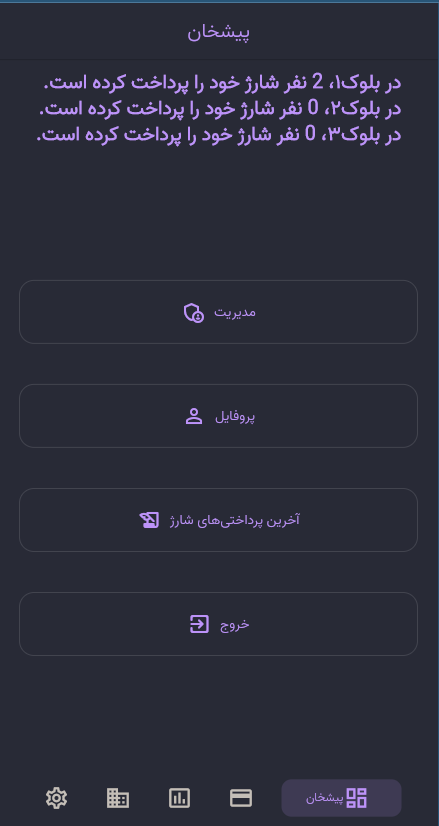 پیشخان
در بلوک۱، 2 نفر شارژ خود را پرداخت کرده است.
در بلوک۲، 0 نفر شارژ خود را پرداخت کرده است.
در بلوک۳، 0 نفر شارژ خود را پرداخت کرده است.
مدیریت
پروفایل
آخرین پرداختی‌های شارژ
خروج
پیشخان